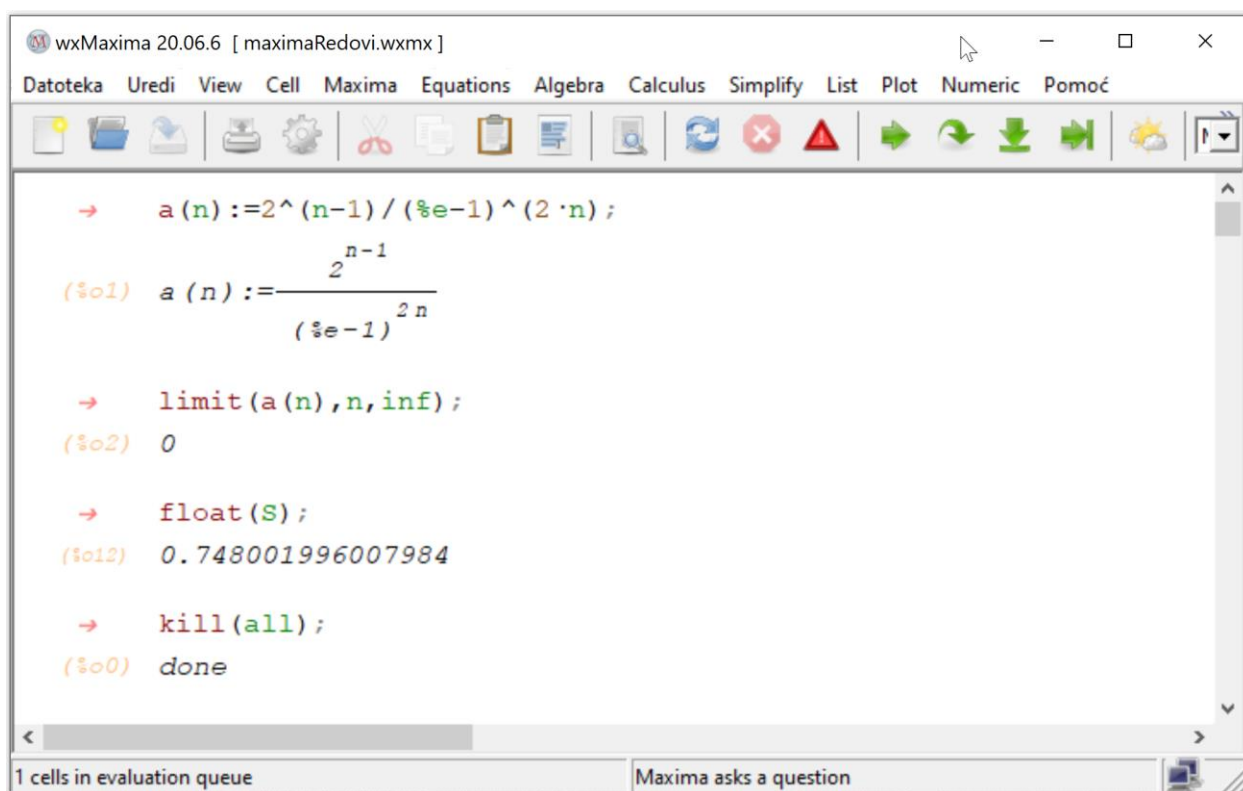 wxMaxima 20.06.6 [ maximaRedovi.wxmx ]
Datoteka Uredi View Cell Maxima Equations Algebra Calculus Simplify List Plot Numeric Pomoć
a(n):=2^(n-1)/(%e-1)^(2·n);
(%o1) a(n):=2^(n-1)/(%e-1)^(2 n)
limit(a(n),n,inf);
(%o2) 0
float(S);
(%o12) 0.748001996007984
kill(all);
(%o0) done
1 cells in evaluation queue Maxima asks a question